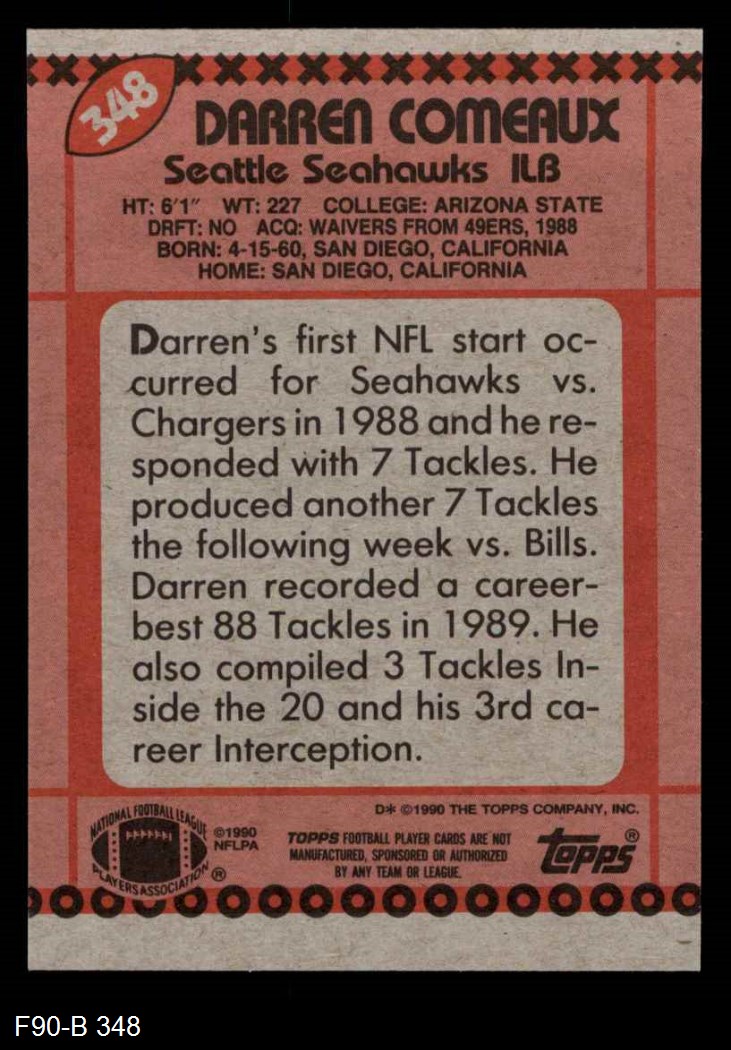 348
DARREN COMEAUX
Seattle Seahawks ILB
HT: 6'1" WT: 227 COLLEGE: ARIZONA STATE
DRFT: NO ACQ: WAIVERS FROM 49ERS, 1988
BORN: 4-15-60, SAN DIEGO, CALIFORNIA
HOME: SAN DIEGO, CALIFORNIA
Darren's first NFL start oc-
curred for Seahawks vs.
Chargers in 1988 and he re-
sponded with 7 Tackles. He
produced another 7 Tackles
the following week vs. Bills.
Darren recorded a career-
best 88 Tackles in 1989. He
also compiled 3 Tackles In-
side the 20 and his 3rd ca-
reer Interception.
D* ©1990 THE TOPPS COMPANY, INC.
NATIONAL FOOTBALL LEAGUE
PLAYERS ASSOCIATION ®
©1990
NFLPA
TOPPS FOOTBALL PLAYER CARDS ARE NOT
MANUFACTURED, SPONSORED OR AUTHORIZED
BY ANY TEAM OR LEAGUE.
topps®
F90-B 348